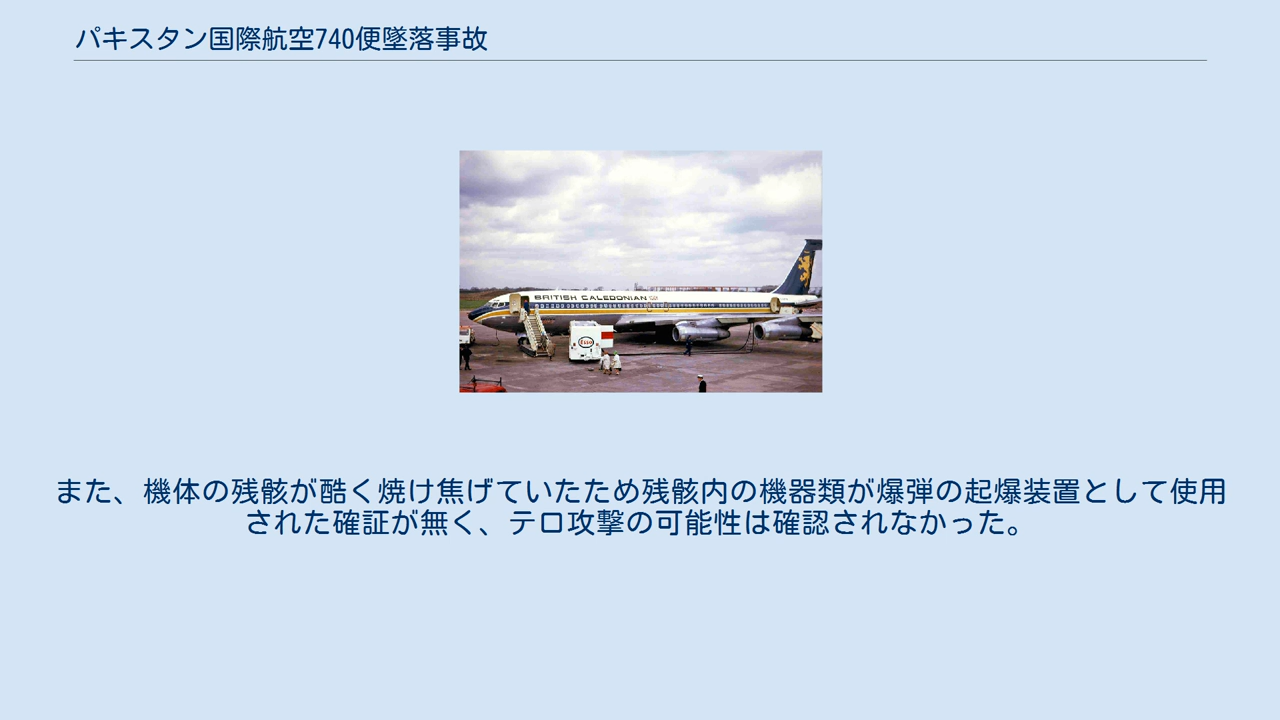 パキスタン国際航空740便墜落事故
BRITISH CALEDONIAN
Esso
また、機体の残骸が酷く焼け焦げていたため残骸内の機器類が爆弾の起爆装置として使用
された確証が無く、テロ攻撃の可能性は確認されなかった。